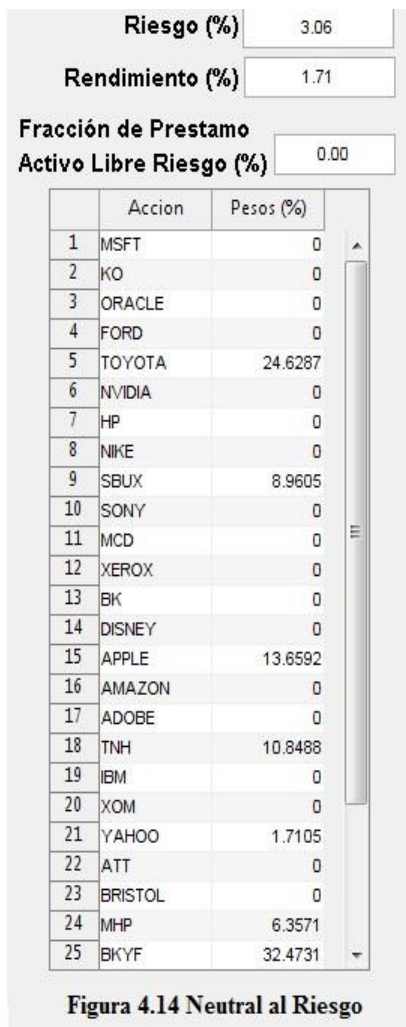 Riesgo (%) 3.06
Rendimiento (%) 1.71
Fracción de Prestamo
Activo Libre Riesgo (%) 0.00
Accion Pesos (%)
1 MSFT 0
2 KO 0
3 ORACLE 0
4 FORD 0
5 TOYOTA 24.6287
6 NVIDIA 0
7 HP 0
8 NIKE 0
9 SBUX 8.9605
10 SONY 0
11 MCD 0
12 XEROX 0
13 BK 0
14 DISNEY 0
15 APPLE 13.6592
16 AMAZON 0
17 ADOBE 0
18 TNH 10.8488
19 IBM 0
20 XOM 0
21 YAHOO 1.7105
22 ATT 0
23 BRISTOL 0
24 MHP 6.3571
25 BKYF 32.4731
Figura 4.14 Neutral al Riesgo